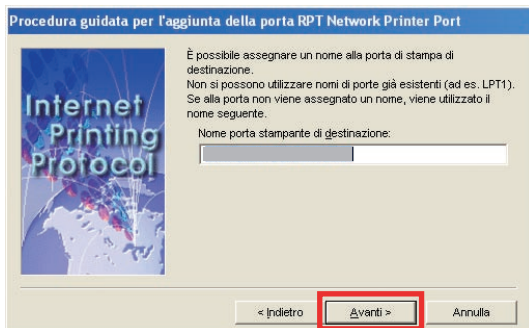 Procedura guidata per l'aggiunta della porta RPT Network Printer Port
Internet
Printing
Protocol
È possibile assegnare un nome alla porta di stampa di
destinazione.
Non si possono utilizzare nomi di porte già esistenti (ad es. LPT1).
Se alla porta non viene assegnato un nome, viene utilizzato il
nome seguente.
Nome porta stampante di destinazione:
< Indietro
Avanti >
Annulla